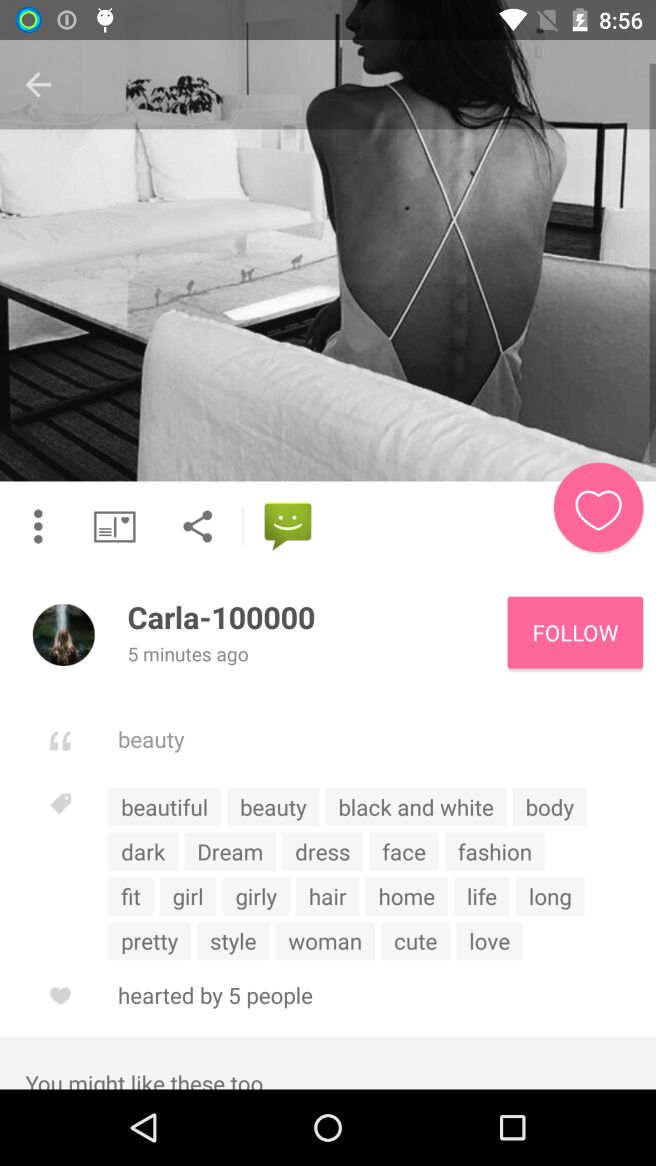 8:56
Carla-100000
FOLLOW
5 minutes ago
beauty
beautiful beauty black and white body
dark Dream dress face fashion
fit girl girly hair home life long
pretty style woman cute love
hearted by 5 people
You might like these too